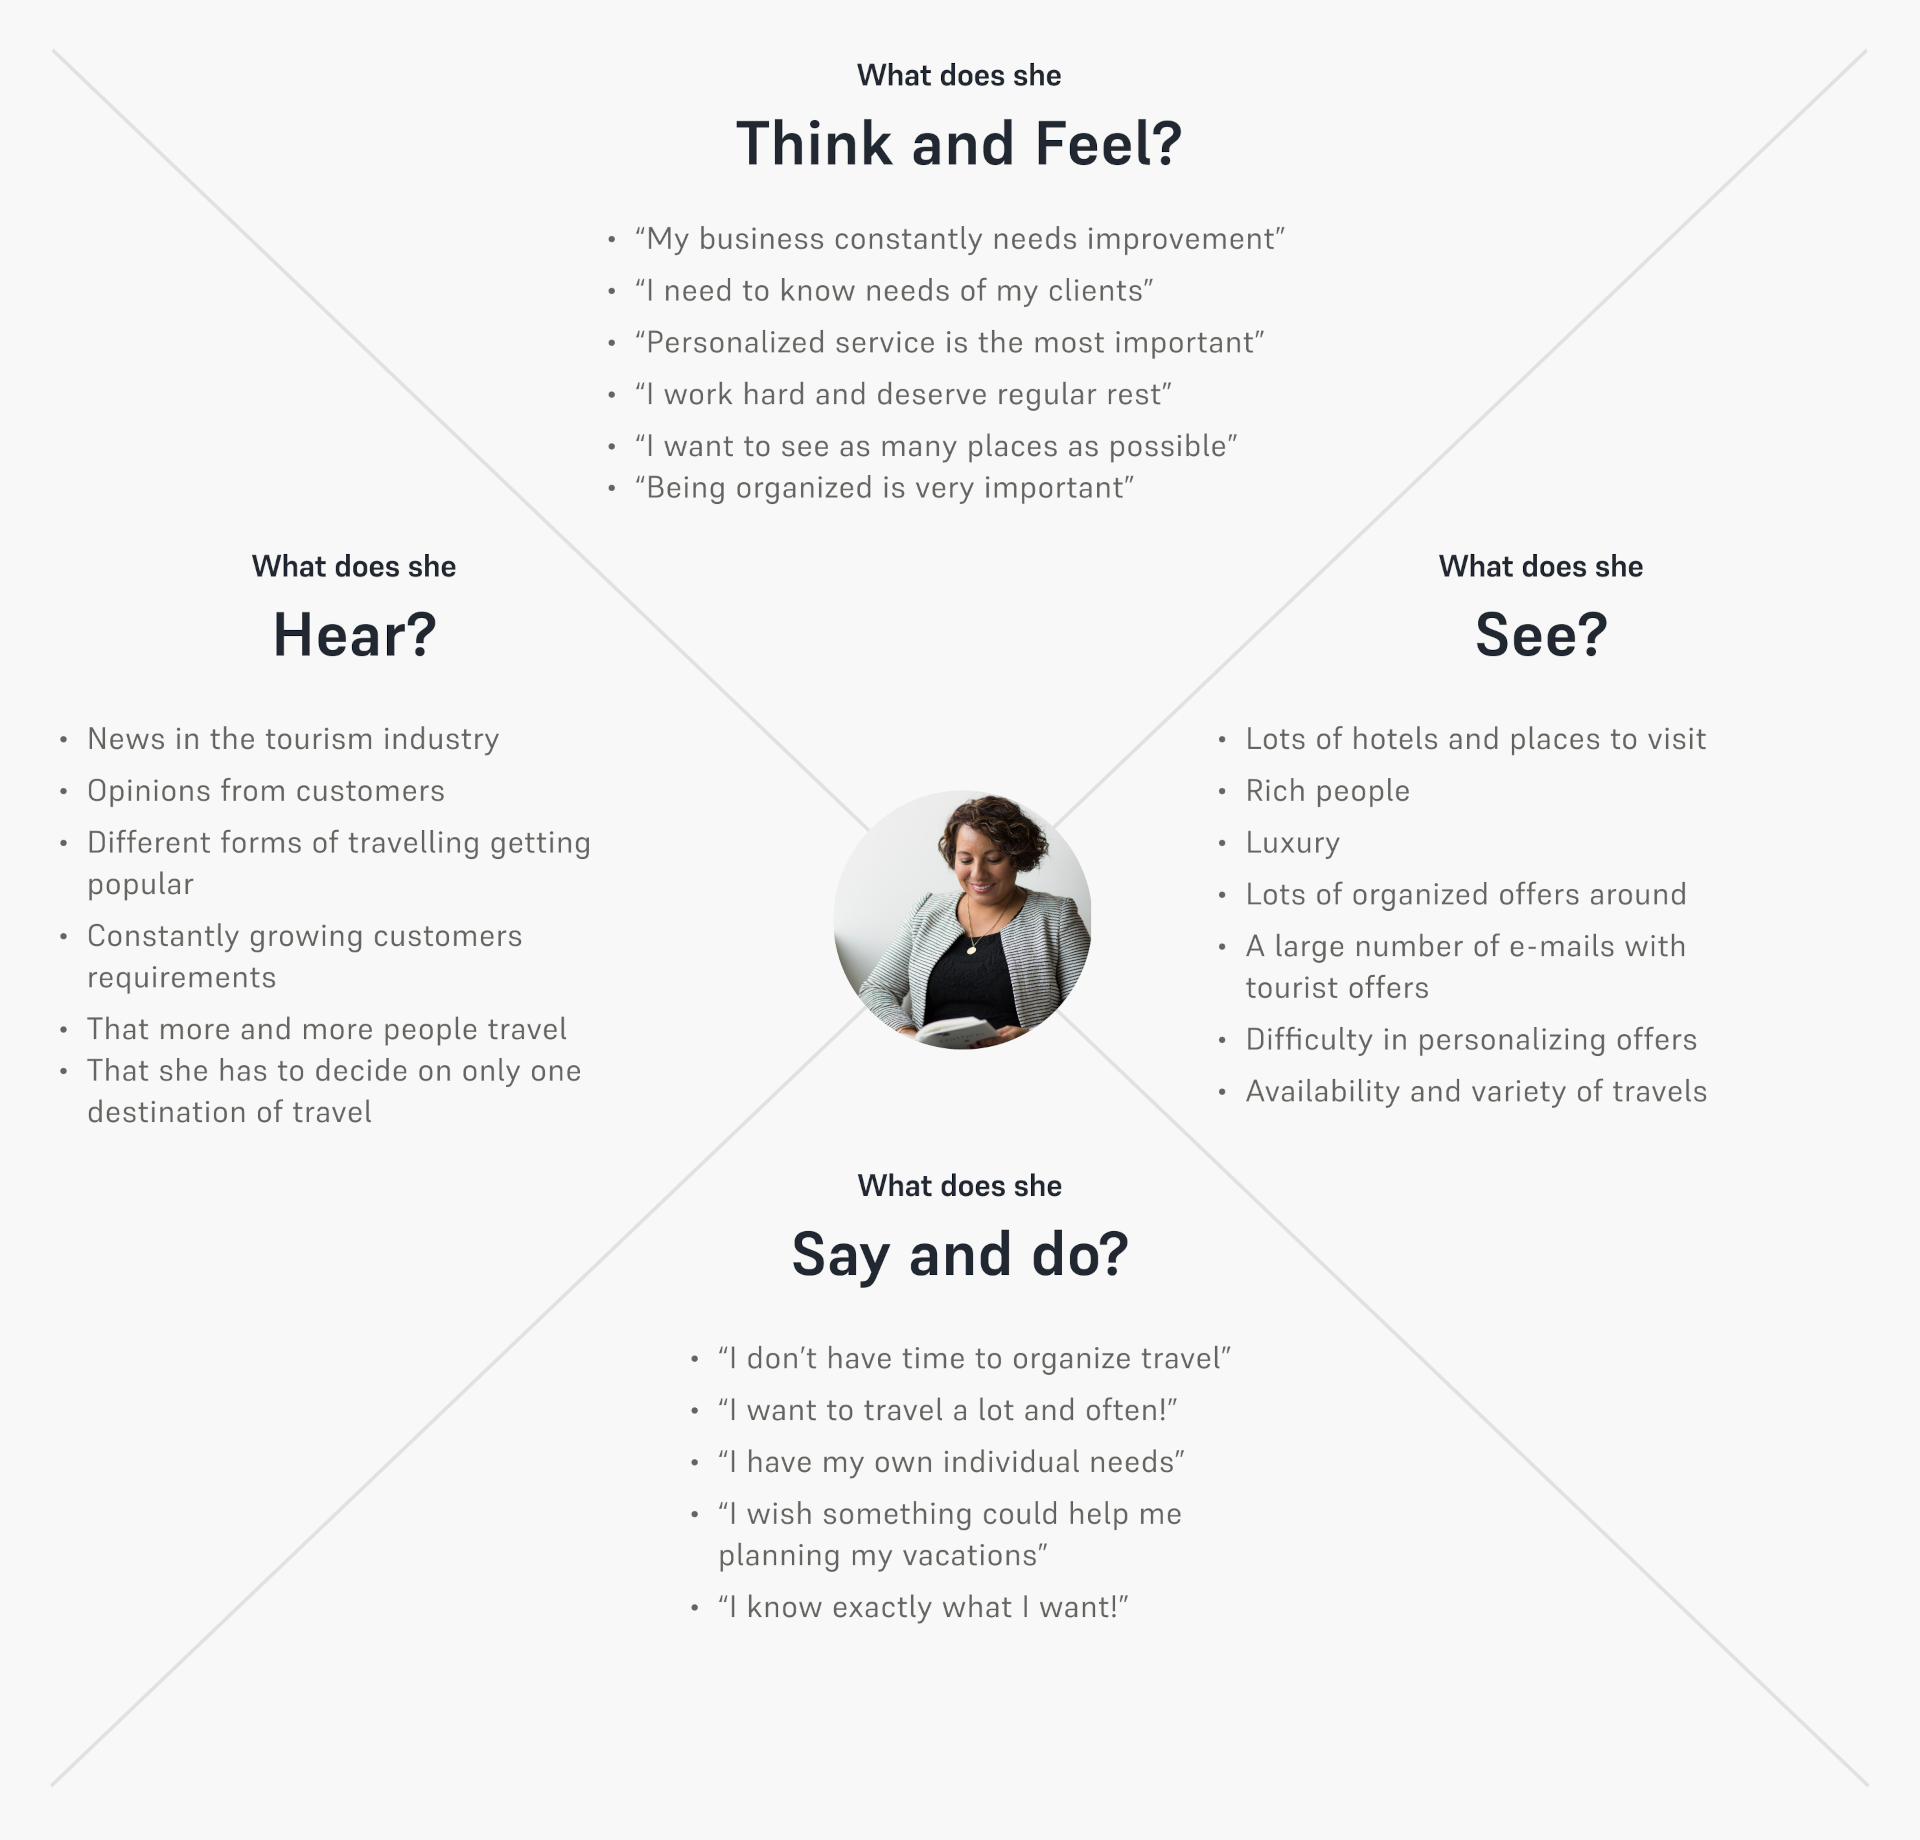 What does she
Think and Feel?
• “My business constantly needs improvement”
• “I need to know needs of my clients”
• “Personalized service is the most important”
• “I work hard and deserve regular rest”
• “I want to see as many places as possible”
• “Being organized is very important”
What does she
Hear?
• News in the tourism industry
• Opinions from customers
• Different forms of travelling getting
popular
• Constantly growing customers
requirements
• That more and more people travel
• That she has to decide on only one
destination of travel
What does she
See?
• Lots of hotels and places to visit
• Rich people
• Luxury
• Lots of organized offers around
• A large number of e-mails with
tourist offers
• Difficulty in personalizing offers
• Availability and variety of travels
What does she
Say and do?
• “I don’t have time to organize travel”
• “I want to travel a lot and often!”
• “I have my own individual needs”
• “I wish something could help me
planning my vacations”
• “I know exactly what I want!”